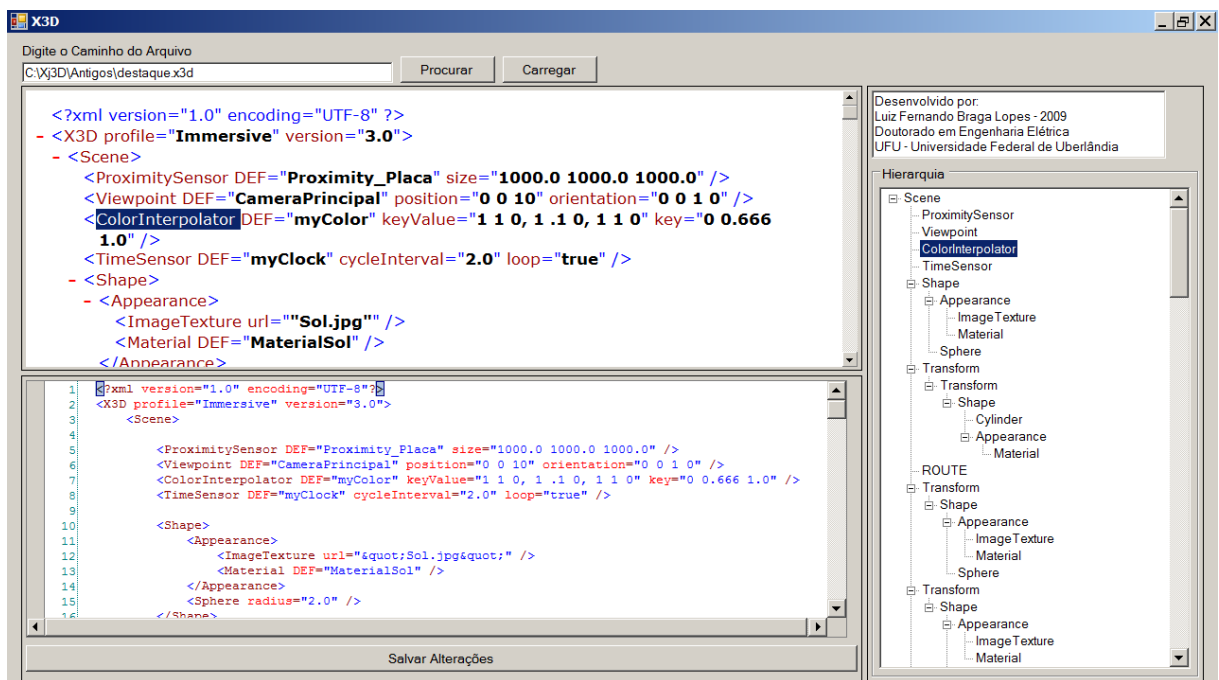 X3D
Digite o Caminho do Arquivo
C:\Xj3D\Antigos\destaque.x3d
Procurar
Carregar
<?xml version="1.0" encoding="UTF-8" ?>
- <X3D profile="Immersive" version="3.0">
- <Scene>
<ProximitySensor DEF="Proximity_Placa" size="1000.0 1000.0 1000.0" />
<Viewpoint DEF="CameraPrincipal" position="0 0 10" orientation="0 0 1 0" />
<ColorInterpolator DEF="myColor" keyValue="1 1 0, 1 .1 0, 1 1 0" key="0 0.666
1.0" />
<TimeSensor DEF="myClock" cycleInterval="2.0" loop="true" />
- <Shape>
- <Appearance>
<ImageTexture url=""Sol.jpg"" />
<Material DEF="MaterialSol" />
</Appearance>
1 <?xml version="1.0" encoding="UTF-8"?>
2 <X3D profile="Immersive" version="3.0">
3 <Scene>
4
5 <ProximitySensor DEF="Proximity_Placa" size="1000.0 1000.0 1000.0" />
6 <Viewpoint DEF="CameraPrincipal" position="0 0 10" orientation="0 0 1 0" />
7 <ColorInterpolator DEF="myColor" keyValue="1 1 0, 1 .1 0, 1 1 0" key="0 0.666 1.0" />
8 <TimeSensor DEF="myClock" cycleInterval="2.0" loop="true" />
9
10 <Shape>
11 <Appearance>
12 <ImageTexture url="&quot;Sol.jpg&quot;" />
13 <Material DEF="MaterialSol" />
14 </Appearance>
15 <Sphere radius="2.0" />
16 </Shape>
Salvar Alterações
Desenvolvido por:
Luiz Fernando Braga Lopes - 2009
Doutorado em Engenharia Elétrica
UFU - Universidade Federal de Uberlândia
Hierarquia
Scene
ProximitySensor
Viewpoint
ColorInterpolator
TimeSensor
Shape
Appearance
ImageTexture
Material
Sphere
Transform
Transform
Shape
Cylinder
Appearance
Material
ROUTE
Transform
Shape
Appearance
ImageTexture
Material
Sphere
Transform
Shape
Appearance
ImageTexture
Material